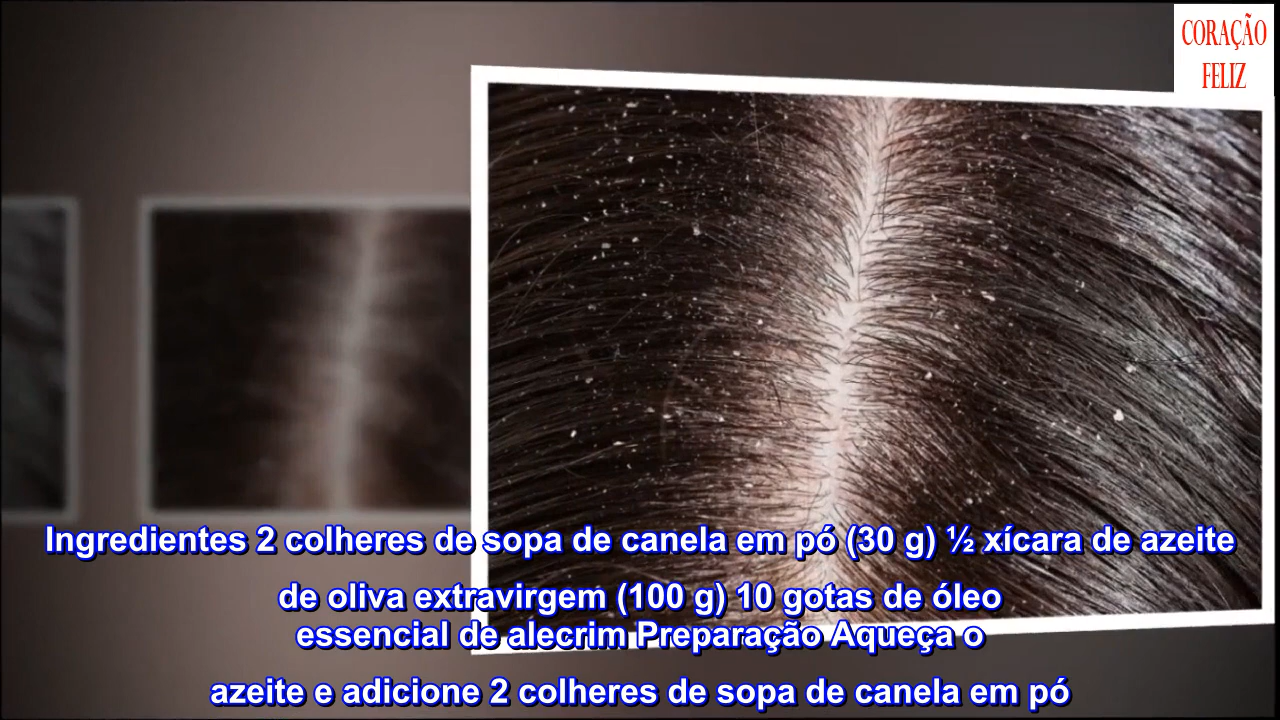 CORAÇÃO
FELIZ
Ingredientes 2 colheres de sopa de canela em pó (30 g) ½ xícara de azeite
de oliva extravirgem (100 g) 10 gotas de óleo
essencial de alecrim Preparação Aqueça o
azeite e adicione 2 colheres de sopa de canela em pó